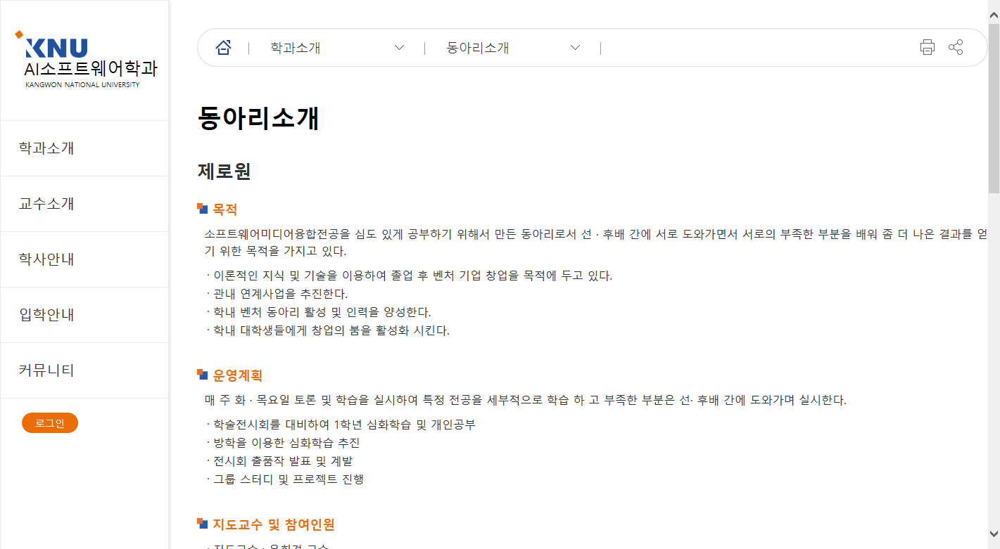 KNU
AI소프트웨어학과
KANGWON NATIONAL UNIVERSITY
학과소개
교수소개
학사안내
입학안내
커뮤니티
로그인
학과소개
동아리소개
동아리소개
제로원
목적
소프트웨어미디어융합전공을 심도 있게 공부하기 위해서 만든 동아리로서 선 · 후배 간에 서로 도와가면서 서로의 부족한 부분을 배워 좀 더 나은 결과를 얻
기 위한 목적을 가지고 있다.
· 이론적인 지식 및 기술을 이용하여 졸업 후 벤처 기업 창업을 목적에 두고 있다.
· 관내 연계사업을 추진한다.
· 학내 벤처 동아리 활성 및 인력을 양성한다.
· 학내 대학생들에게 창업의 붐을 활성화 시킨다.
운영계획
매 주 화 · 목요일 토론 및 학습을 실시하여 특정 전공을 세부적으로 학습 하 고 부족한 부분은 선· 후배 간에 도와가며 실시한다.
· 학술전시회를 대비하여 1학년 심화학습 및 개인공부
· 방학을 이용한 심화학습 추진
· 전시회 출품작 발표 및 계발
· 그룹 스터디 및 프로젝트 진행
지도교수 및 참여인원
· 지도교수 :